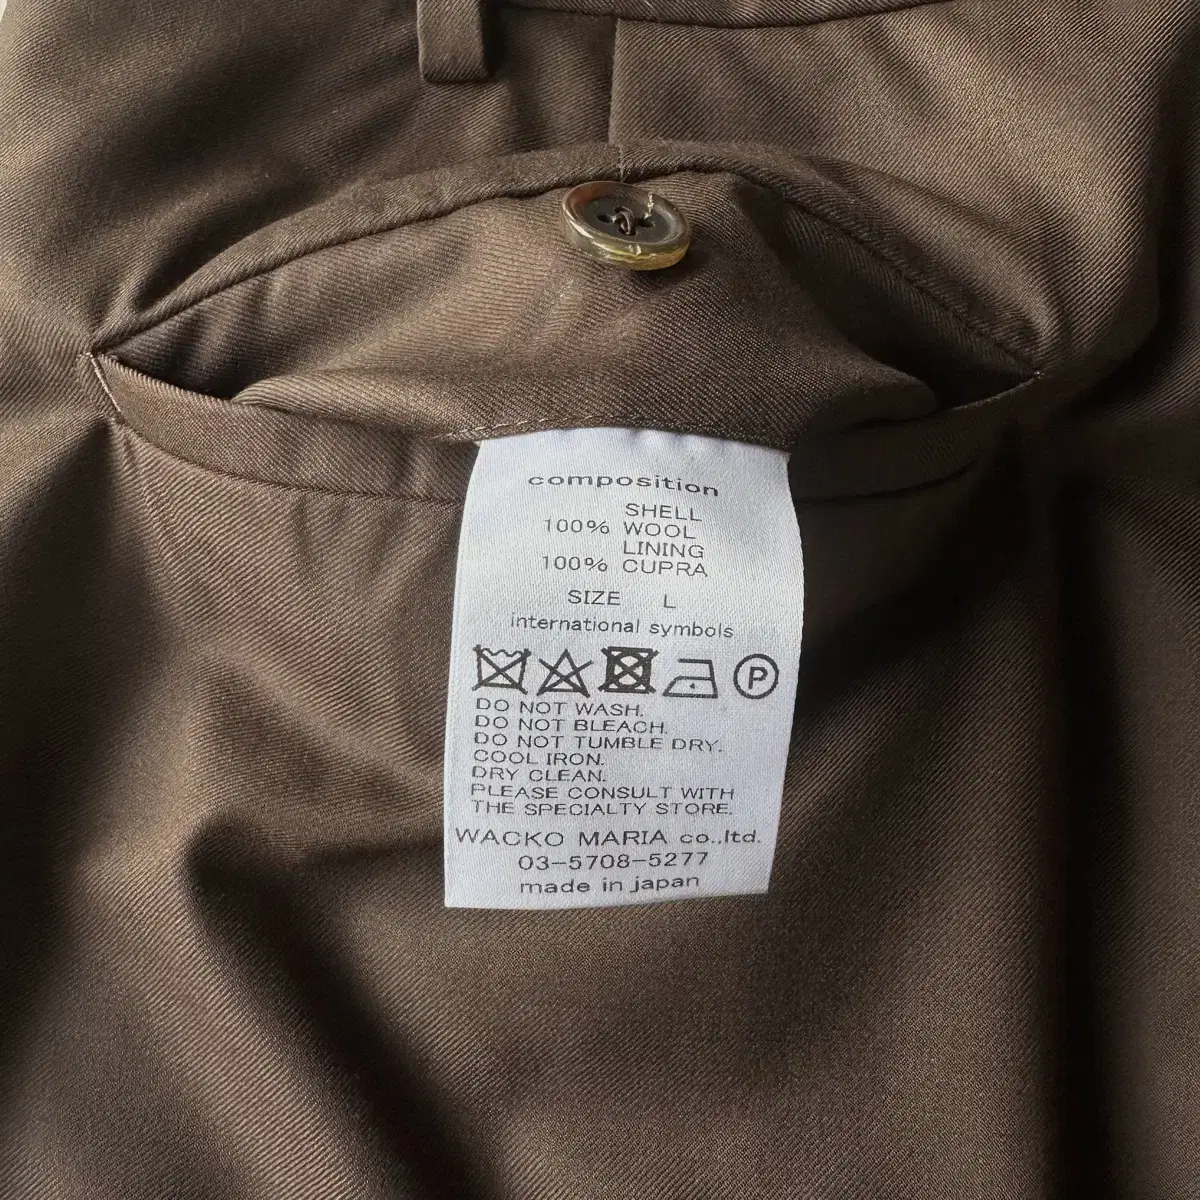 composition
SHELL
100% WOOL
LINING
100% CUPRA
SIZE L
international symbols
P
DO NOT WASH.
DO NOT BLEACH.
DO NOT TUMBLE DRY.
COOL IRON.
DRY CLEAN.
PLEASE CONSULT WITH
THE SPECIALTY STORE.
WACKO MARIA co.,ltd.
03-5708-5277
made in japan